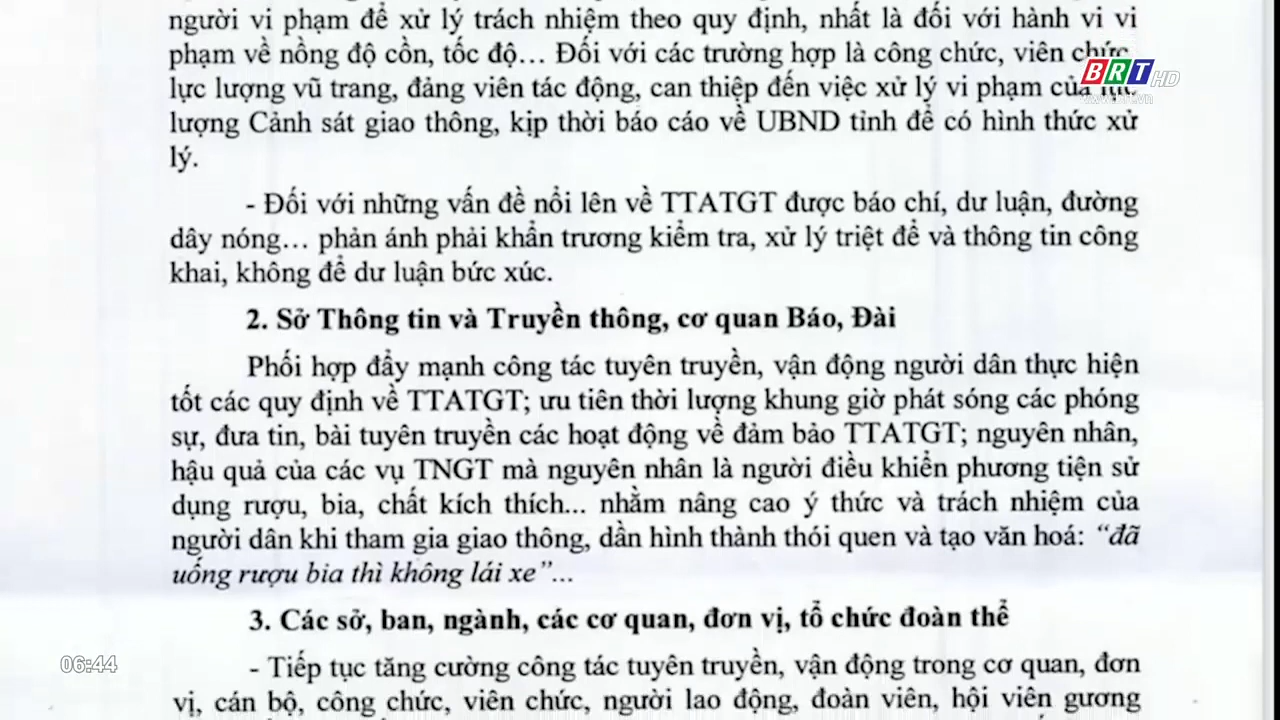 người vi phạm để xử lý trách nhiệm theo quy định, nhất là đối với hành vi vi
phạm về nồng độ cồn, tốc độ… Đối với các trường hợp là công chức, viên chức,
lực lượng vũ trang, đảng viên tác động, can thiệp đến việc xử lý vi phạm của lực
lượng Cảnh sát giao thông, kịp thời báo cáo về UBND tỉnh để có hình thức xử
lý.
BRT HD
www.brt.vn
- Đối với những vấn đề nổi lên về TTATGT được báo chí, dư luận, đường
dây nóng… phản ánh phải khẩn trương kiểm tra, xử lý triệt để và thông tin công
khai, không để dư luận bức xúc.
2. Sở Thông tin và Truyền thông, cơ quan Báo, Đài
Phối hợp đẩy mạnh công tác tuyên truyền, vận động người dân thực hiện
tốt các quy định về TTATGT; ưu tiên thời lượng khung giờ phát sóng các phóng
sự, đưa tin, bài tuyên truyền các hoạt động về đảm bảo TTATGT; nguyên nhân,
hậu quả của các vụ TNGT mà nguyên nhân là người điều khiển phương tiện sử
dụng rượu, bia, chất kích thích... nhằm nâng cao ý thức và trách nhiệm của
người dân khi tham gia giao thông, dần hình thành thói quen và tạo văn hoá: “đã
uống rượu bia thì không lái xe”...
3. Các sở, ban, ngành, các cơ quan, đơn vị, tổ chức đoàn thể
- Tiếp tục tăng cường công tác tuyên truyền, vận động trong cơ quan, đơn
vị, cán bộ, công chức, viên chức, người lao động, đoàn viên, hội viên gương
06:44